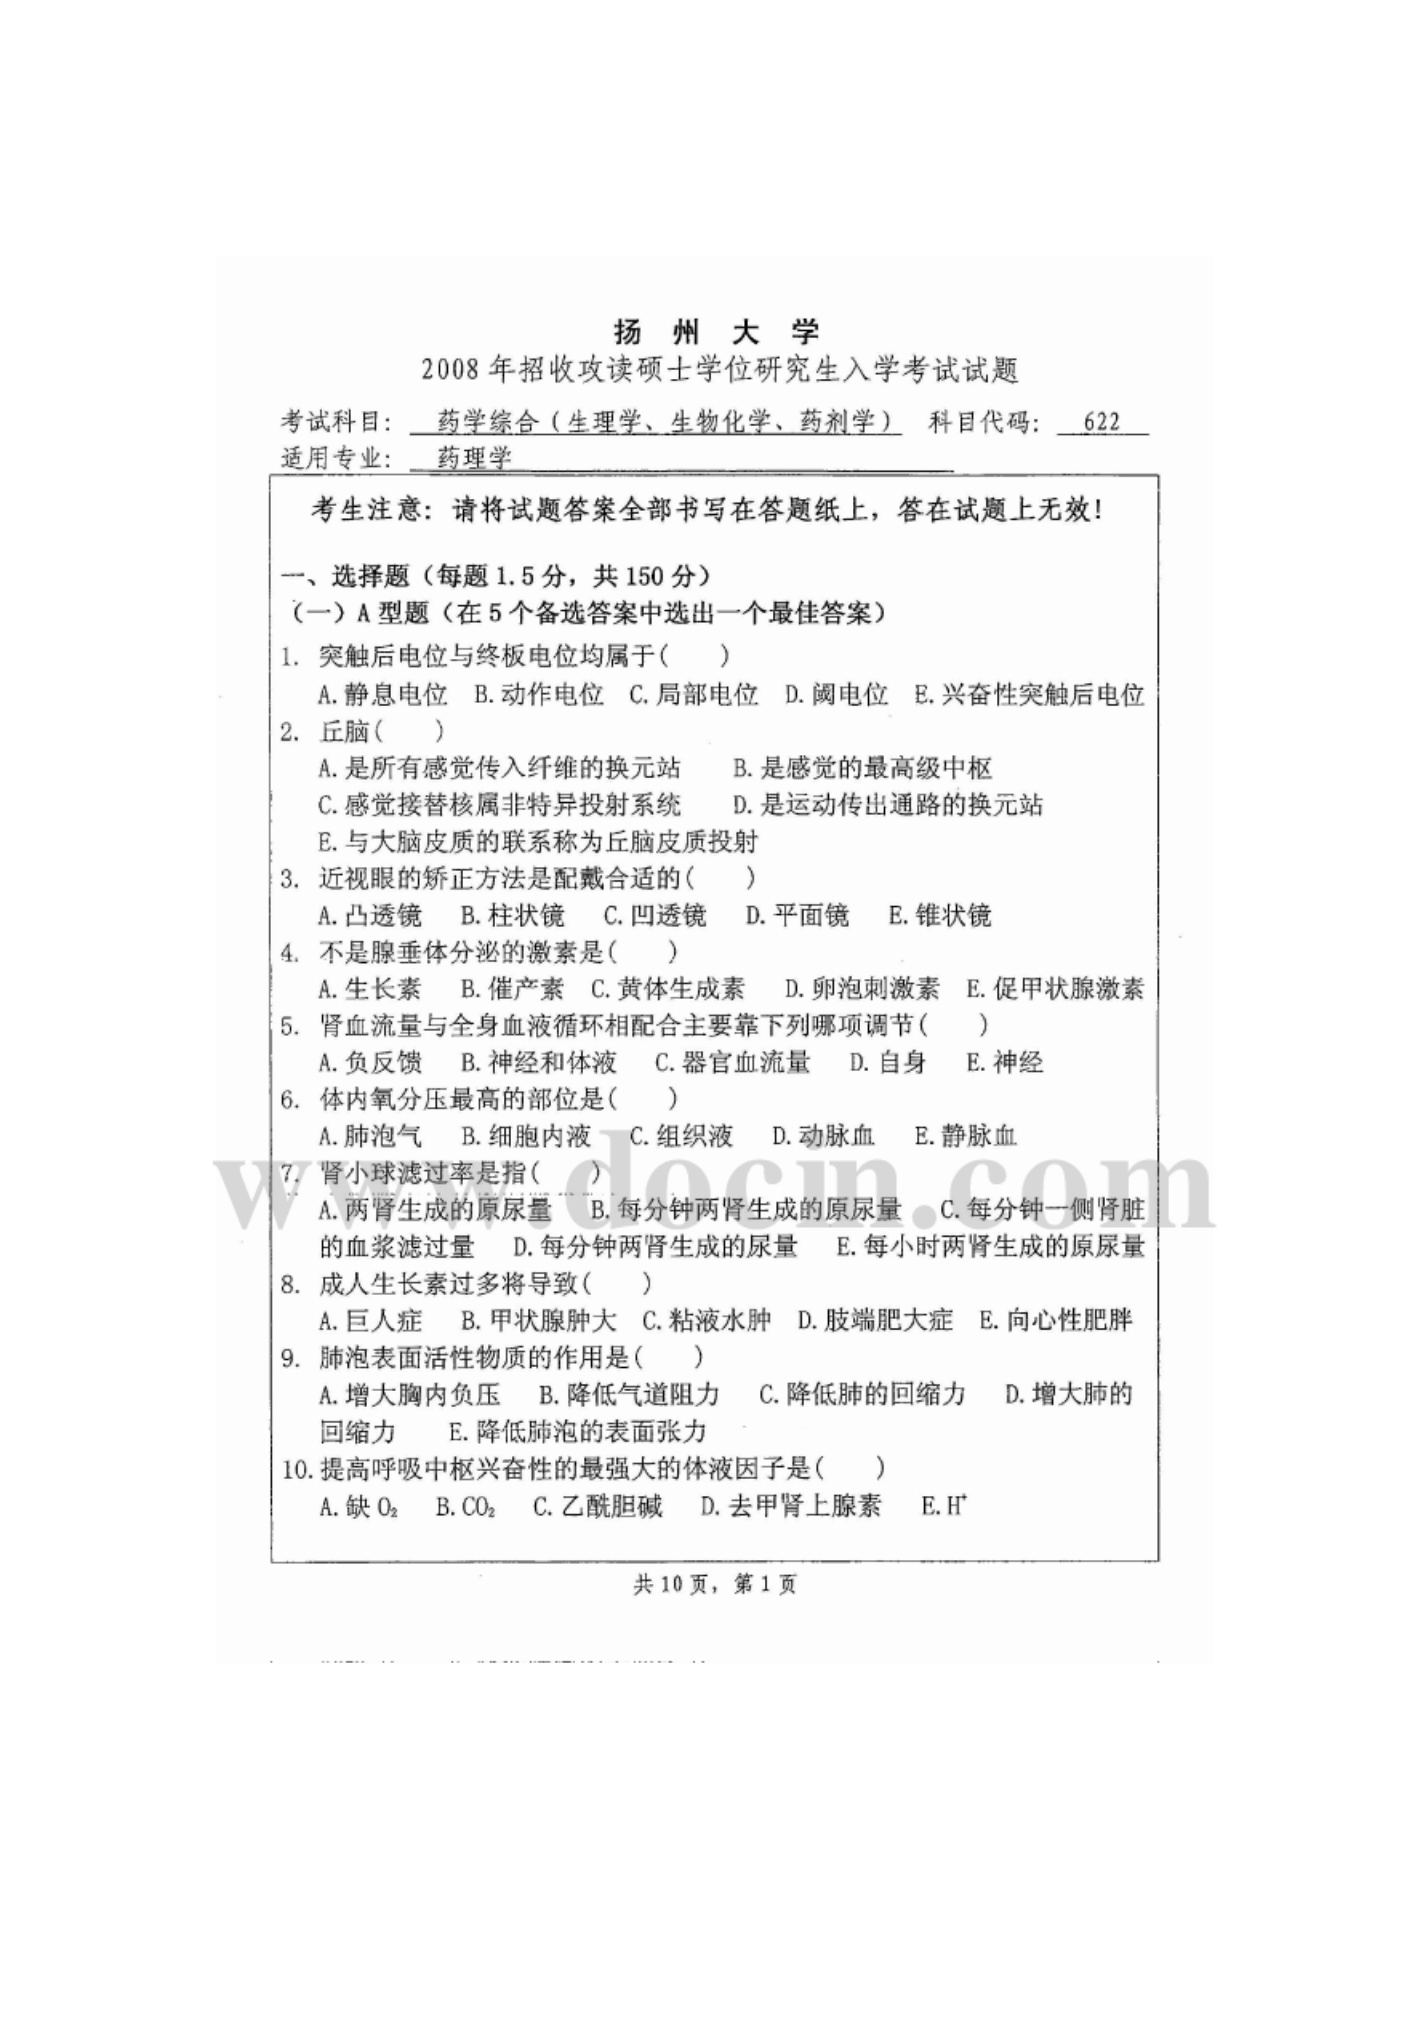 扬 州 大 学
2008 年招收攻读硕士学位研究生入学考试试题
考试科目： 药学综合（生理学、生物化学、药剂学） 科目代码： 622
适用专业： 药理学
考生注意：请将试题答案全部书写在答题纸上，答在试题上无效！
一、选择题（每题1.5分，共150分）
（一）A 型题（在5个备选答案中选出一个最佳答案）
1. 突触后电位与终板电位均属于( )
A.静息电位 B.动作电位 C.局部电位 D.阈电位 E.兴奋性突触后电位
2. 丘脑( )
A.是所有感觉传入纤维的换元站 B.是感觉的最高级中枢
C.感觉接替核属非特异投射系统 D.是运动传出通路的换元站
E.与大脑皮质的联系称为丘脑皮质投射
3. 近视眼的矫正方法是配戴合适的( )
A.凸透镜 B.柱状镜 C.凹透镜 D.平面镜 E.锥状镜
4. 不是腺垂体分泌的激素是( )
A.生长素 B.催产素 C.黄体生成素 D.卵泡刺激素 E.促甲状腺激素
5. 肾血流量与全身血液循环相配合主要靠下列哪项调节( )
A.负反馈 B.神经和体液 C.器官血流量 D.自身 E.神经
6. 体内氧分压最高的部位是( )
A.肺泡气 B.细胞内液 C.组织液 D.动脉血 E.静脉血
7. 肾小球滤过率是指( )
A.两肾生成的原尿量 B.每分钟两肾生成的原尿量 C.每分钟一侧肾脏
的血浆滤过量 D.每分钟两肾生成的尿量 E.每小时两肾生成的原尿量
8. 成人生长素过多将导致( )
A.巨人症 B.甲状腺肿大 C.粘液水肿 D.肢端肥大症 E.向心性肥胖
9. 肺泡表面活性物质的作用是( )
A.增大胸内负压 B.降低气道阻力 C.降低肺的回缩力 D.增大肺的
回缩力 E.降低肺泡的表面张力
10.提高呼吸中枢兴奋性的最强大的体液因子是( )
A.缺 O₂ B.CO₂ C.乙酰胆碱 D.去甲肾上腺素 E.H⁺
共 10 页，第 1 页
www.docin.com